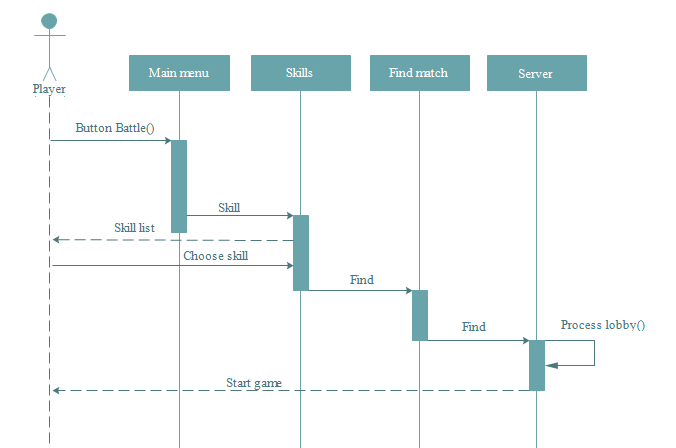 Main menu
Skills
Find match
Server
Player
Button Battle()
Skill
Skill list
Choose skill
Find
Find
Process lobby()
Start game